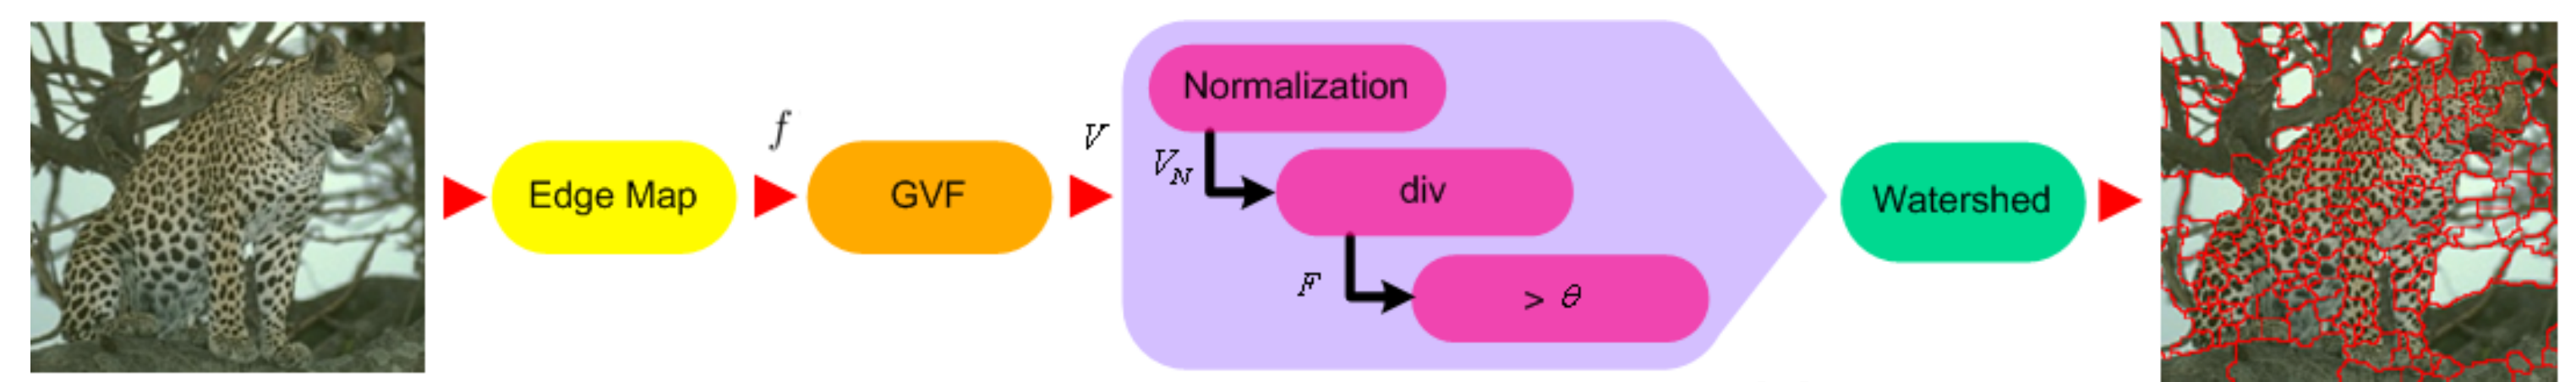 Edge Map
f
GVF
V
Normalization
V_N
div
F
> θ
Watershed